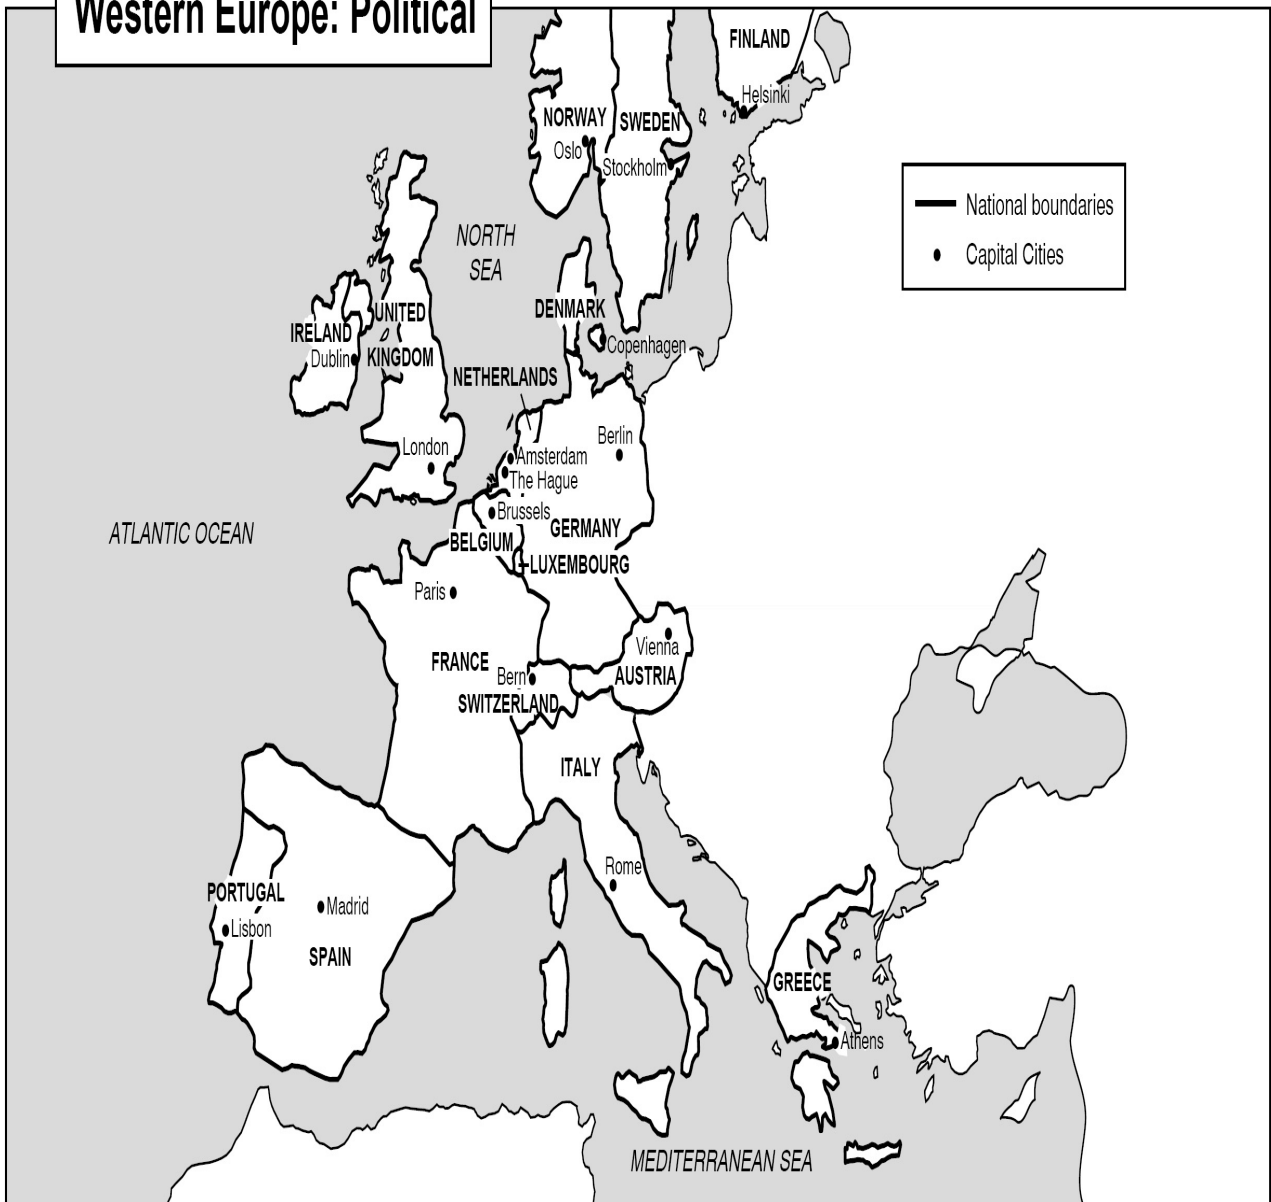 Western Europe: Political
FINLAND
Helsinki
NORWAY
SWEDEN
Oslo
Stockholm
National boundaries
Capital Cities
NORTH
SEA
DENMARK
UNITED
KINGDOM
IRELAND
Dublin
Copenhagen
NETHERLANDS
Berlin
London
Amsterdam
The Hague
Brussels
GERMANY
ATLANTIC OCEAN
BELGIUM
LUXEMBOURG
Paris
Vienna
FRANCE
Bern
AUSTRIA
SWITZERLAND
ITALY
Rome
PORTUGAL
Madrid
Lisbon
SPAIN
GREECE
Athens
MEDITERRANEAN SEA